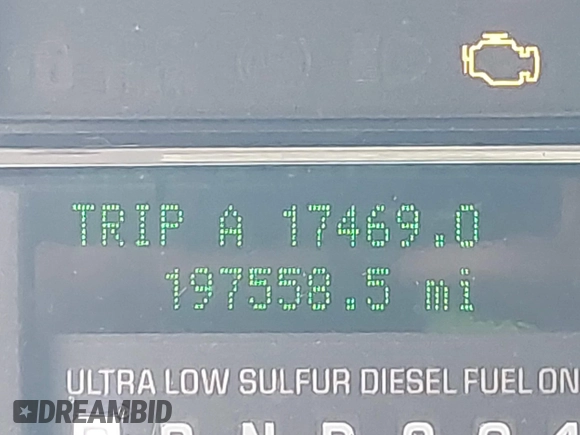 TRIP A 17469.0
197558.5 mi
ULTRA LOW SULFUR DIESEL FUEL ON
DREAMBID